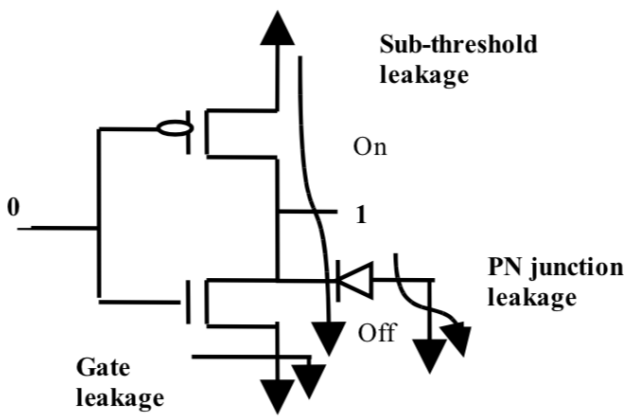 Sub-threshold
leakage
On
0
1
PN junction
leakage
Off
Gate
leakage